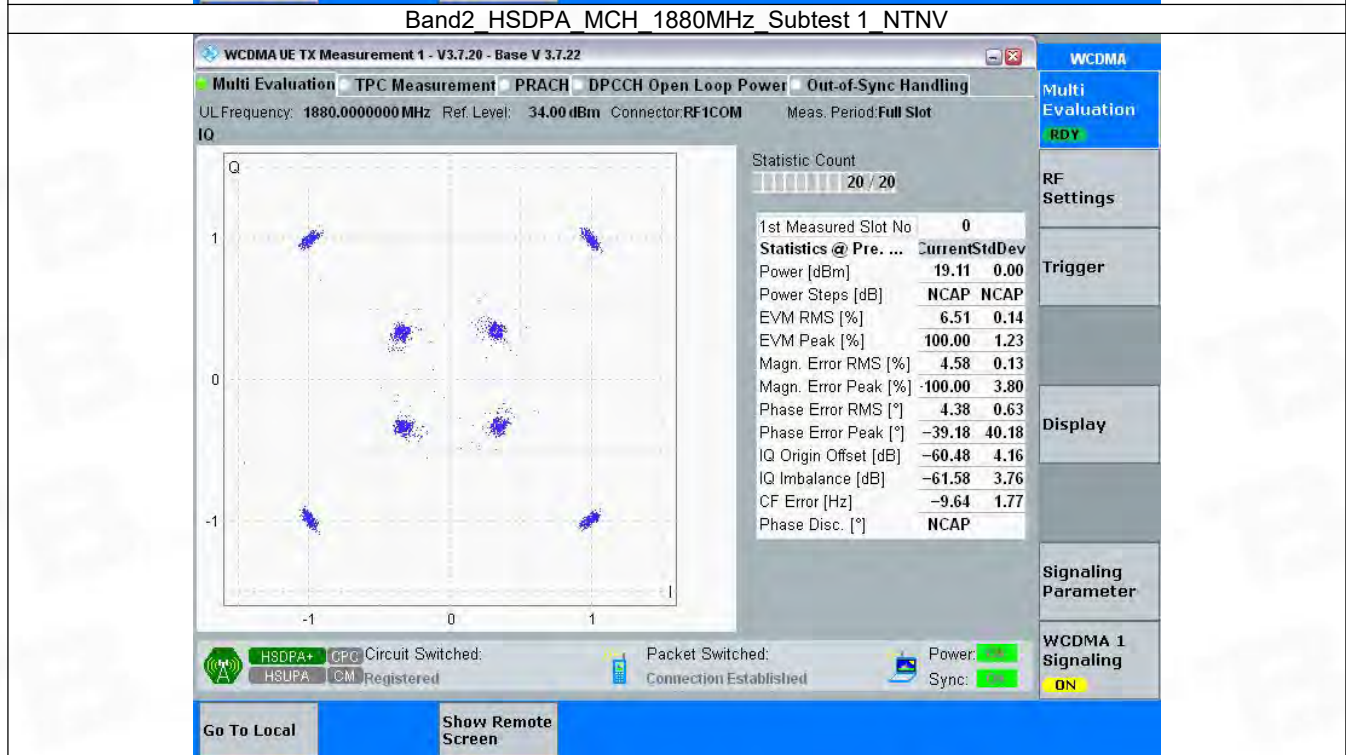 Band2_HSDPA_MCH_1880MHz_Subtest 1_NTNV
WCDMA UE TX Measurement 1 - V3.7.20 - Base V 3.7.22
WCDMA
Multi Evaluation TPC Measurement PRACH DPCCH Open Loop Power Out-of-Sync Handling
Multi
Evaluation
RDY
UL Frequency: 1880.0000000 MHz Ref. Level: 34.00 dBm Connector:RF1COM Meas. Period:Full Slot
IQ
Q
1
0
-1
-1 0 1
I
Statistic Count
20 / 20
1st Measured Slot No 0
Statistics @ Pre. ... Current StdDev
Power [dBm] 19.11 0.00
Power Steps [dB] NCAP NCAP
EVM RMS [%] 6.51 0.14
EVM Peak [%] 100.00 1.23
Magn. Error RMS [%] 4.58 0.13
Magn. Error Peak [%] -100.00 3.80
Phase Error RMS [°] 4.38 0.63
Phase Error Peak [°] −39.18 40.18
IQ Origin Offset [dB] −60.48 4.16
IQ Imbalance [dB] −61.58 3.76
CF Error [Hz] −9.64 1.77
Phase Disc. [°] NCAP
RF
Settings
Trigger
Display
Signaling
Parameter
WCDMA 1
Signaling
ON
HSDPA+ CPC Circuit Switched: Packet Switched: Power:
HSUPA CM Registered Connection Established Sync:
Go To Local
Show Remote
Screen